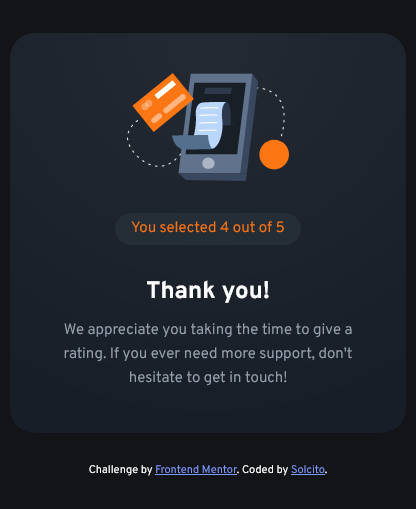 You selected 4 out of 5
Thank you!
We appreciate you taking the time to give a
rating. If you ever need more support, don't
hesitate to get in touch!
Challenge by Frontend Mentor. Coded by Solcito.